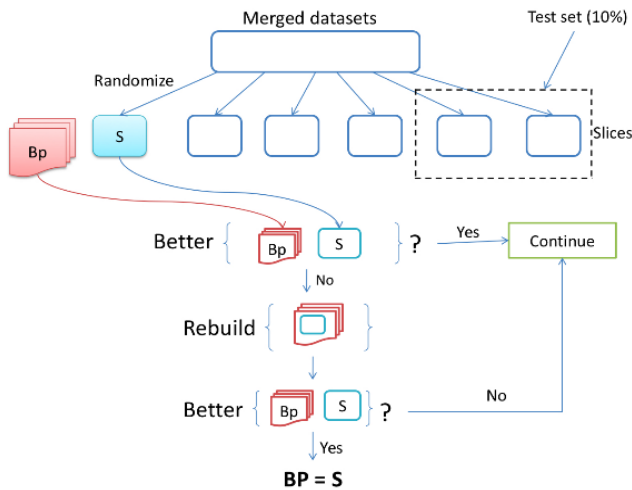 Merged datasets
Test set (10%)
Randomize
Bp
S
Slices
Better
Bp
S
?
Yes
Continue
No
Rebuild
Better
Bp
S
?
No
Yes
BP = S